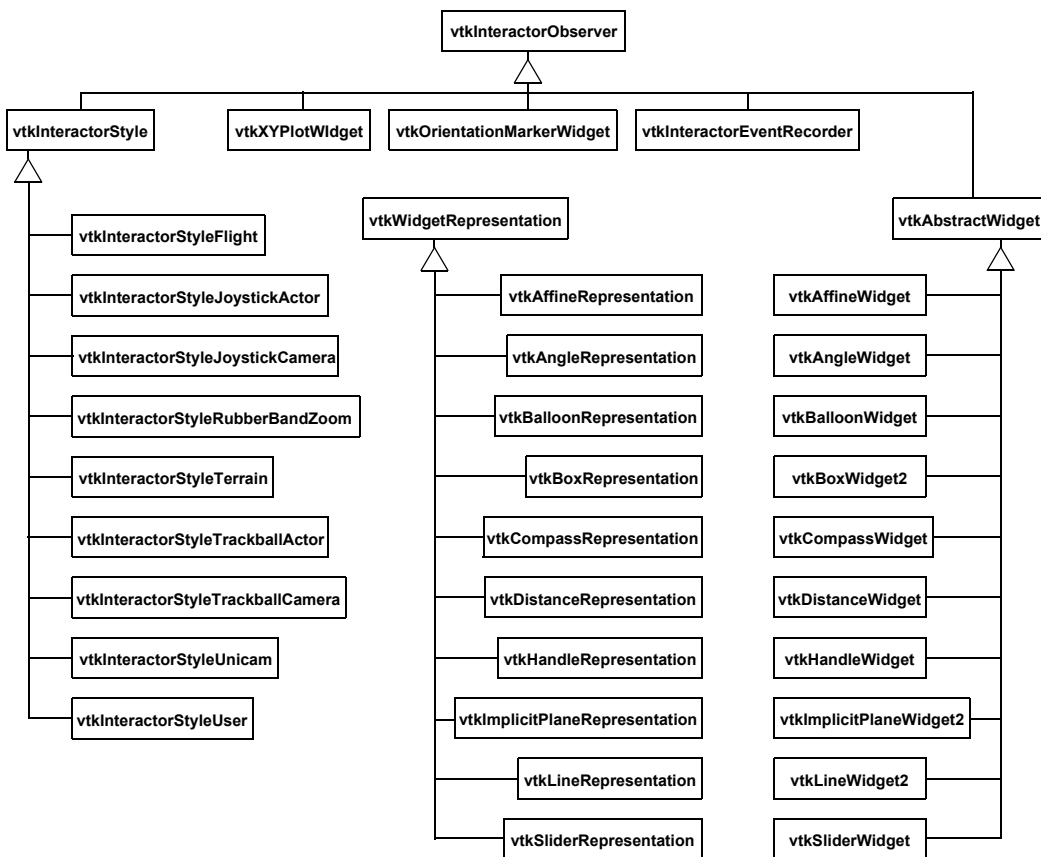 vtkInteractorObserver
vtkInteractorStyle
vtkXYPlotWIdget
vtkOrientationMarkerWidget
vtkInteractorEventRecorder
vtkWidgetRepresentation
vtkAbstractWidget
vtkInteractorStyleFlight
vtkInteractorStyleJoystickActor
vtkInteractorStyleJoystickCamera
vtkInteractorStyleRubberBandZoom
vtkInteractorStyleTerrain
vtkInteractorStyleTrackballActor
vtkInteractorStyleTrackballCamera
vtkInteractorStyleUnicam
vtkInteractorStyleUser
vtkAffineRepresentation
vtkAngleRepresentation
vtkBalloonRepresentation
vtkBoxRepresentation
vtkCompassRepresentation
vtkDistanceRepresentation
vtkHandleRepresentation
vtkImplicitPlaneRepresentation
vtkLineRepresentation
vtkSliderRepresentation
vtkAffineWidget
vtkAngleWidget
vtkBalloonWidget
vtkBoxWidget2
vtkCompassWidget
vtkDistanceWidget
vtkHandleWidget
vtkImplicitPlaneWidget2
vtkLineWidget2
vtkSliderWidget